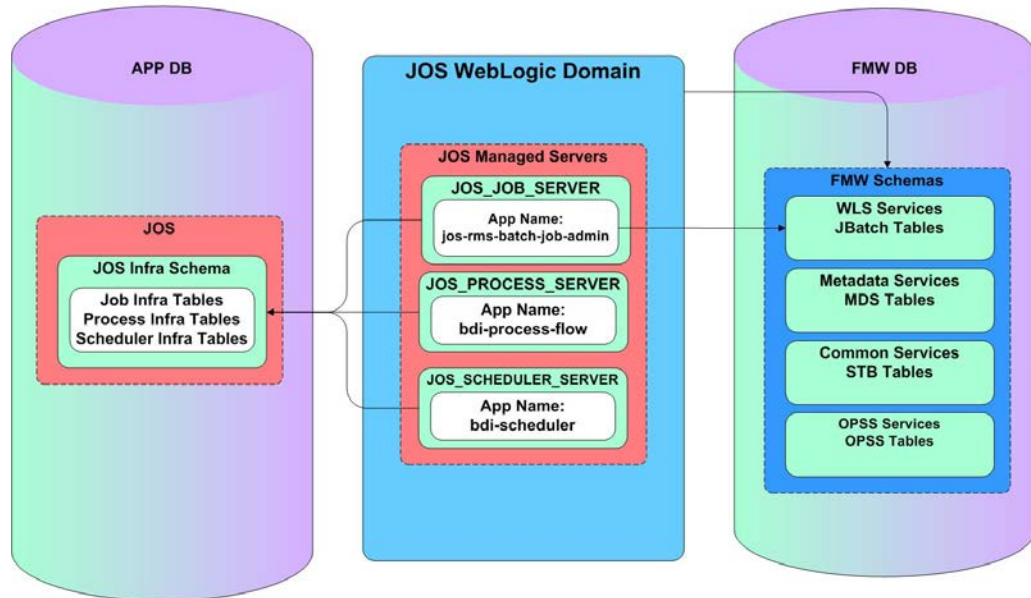 APP DB
JOS
JOS Infra Schema
Job Infra Tables
Process Infra Tables
Scheduler Infra Tables
JOS WebLogic Domain
JOS Managed Servers
JOS_JOB_SERVER
App Name:
jos-rms-batch-job-admin
JOS_PROCESS_SERVER
App Name:
bdi-process-flow
JOS_SCHEDULER_SERVER
App Name:
bdi-scheduler
FMW DB
FMW Schemas
WLS Services
JBatch Tables
Metadata Services
MDS Tables
Common Services
STB Tables
OPSS Services
OPSS Tables